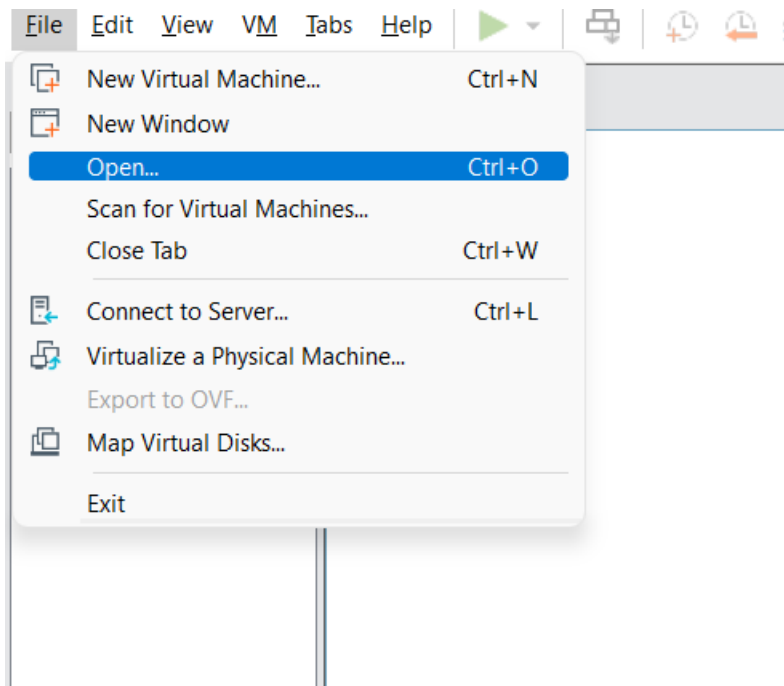 File Edit View VM Tabs Help
New Virtual Machine... Ctrl+N
New Window
Open... Ctrl+O
Scan for Virtual Machines...
Close Tab Ctrl+W
Connect to Server... Ctrl+L
Virtualize a Physical Machine...
Export to OVF...
Map Virtual Disks...
Exit